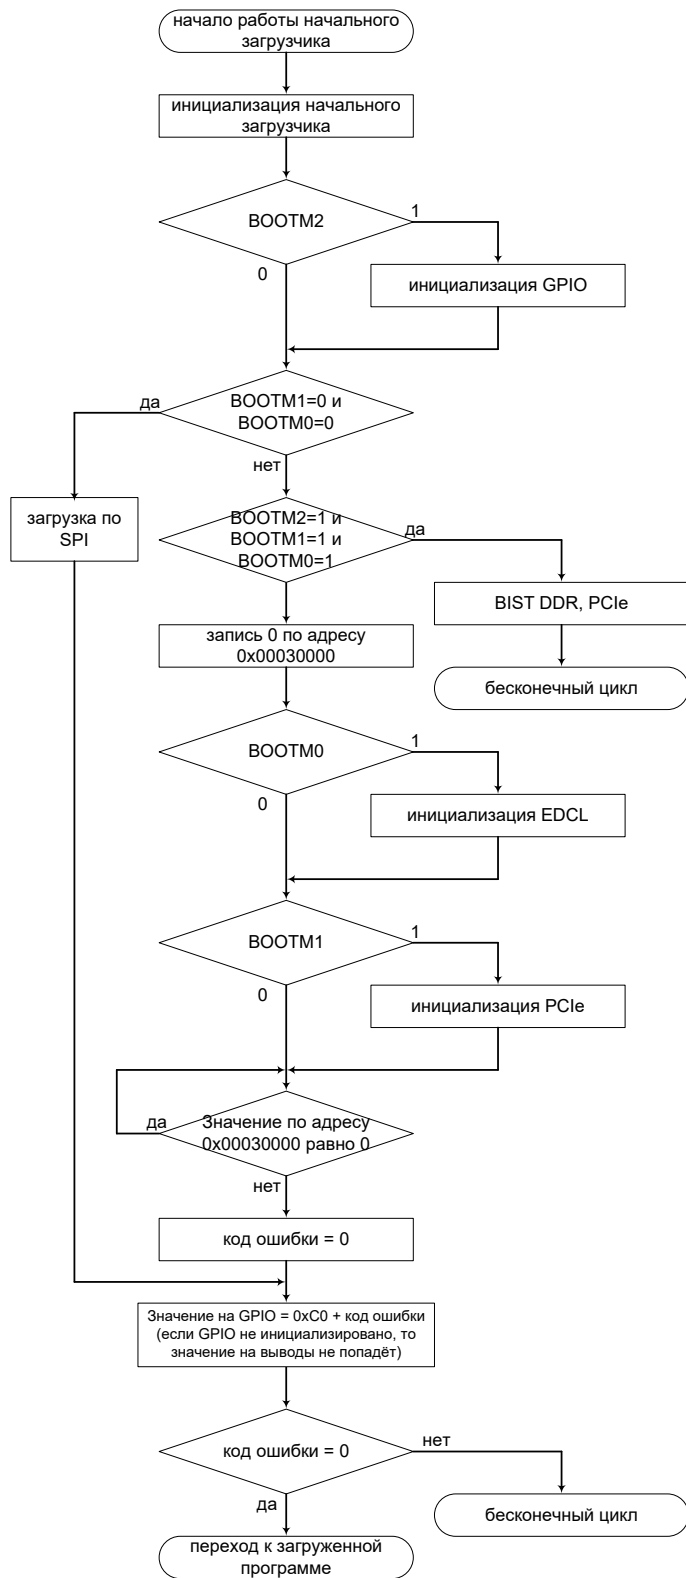 начало работы начального
загрузчика
инициализация начального
загрузчика
BOOTM2
1
0
инициализация GPIO
да
BOOTM1=0 и
BOOTM0=0
нет
загрузка по
SPI
BOOTM2=1 и
BOOTM1=1 и
BOOTM0=1
да
BIST DDR, PCIe
запись 0 по адресу
0x00030000
бесконечный цикл
BOOTM0
1
0
инициализация EDCL
BOOTM1
1
0
инициализация PCIe
да
Значение по адресу
0x00030000 равно 0
нет
код ошибки = 0
Значение на GPIO = 0xC0 + код ошибки
(если GPIO не инициализировано, то
значение на выводы не попадёт)
код ошибки = 0
нет
да
бесконечный цикл
переход к загруженной
программе